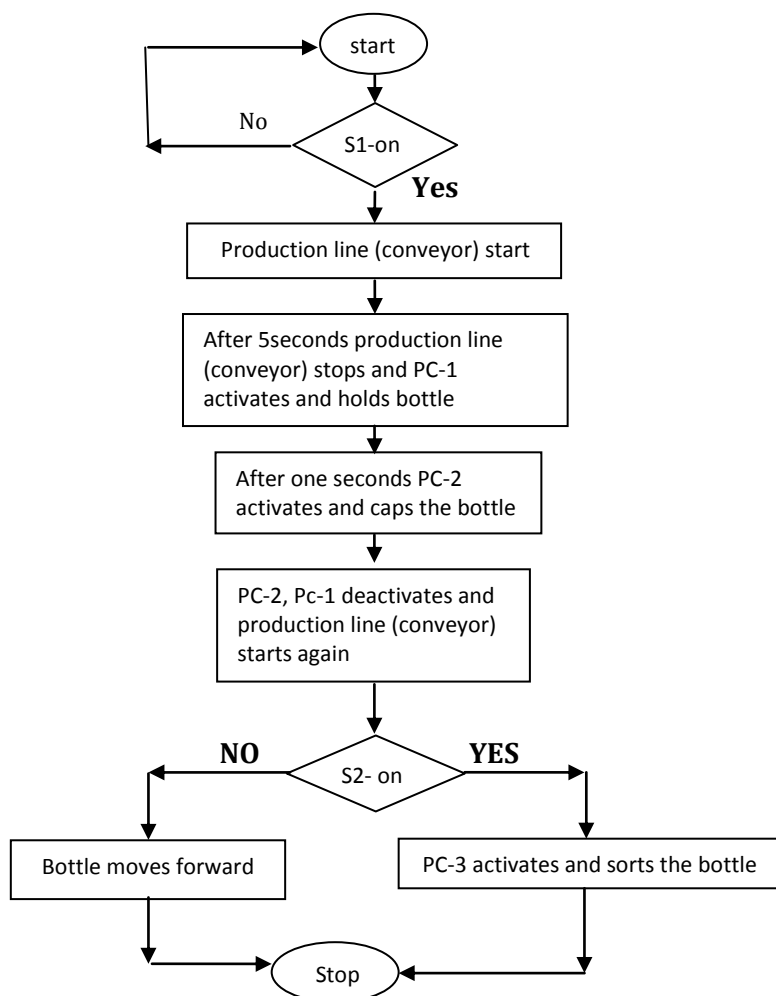 start
No
S1-on
Yes
Production line (conveyor) start
After 5seconds production line
(conveyor) stops and PC-1
activates and holds bottle
After one seconds PC-2
activates and caps the bottle
PC-2, Pc-1 deactivates and
production line (conveyor)
starts again
NO
YES
S2- on
Bottle moves forward
PC-3 activates and sorts the bottle
Stop